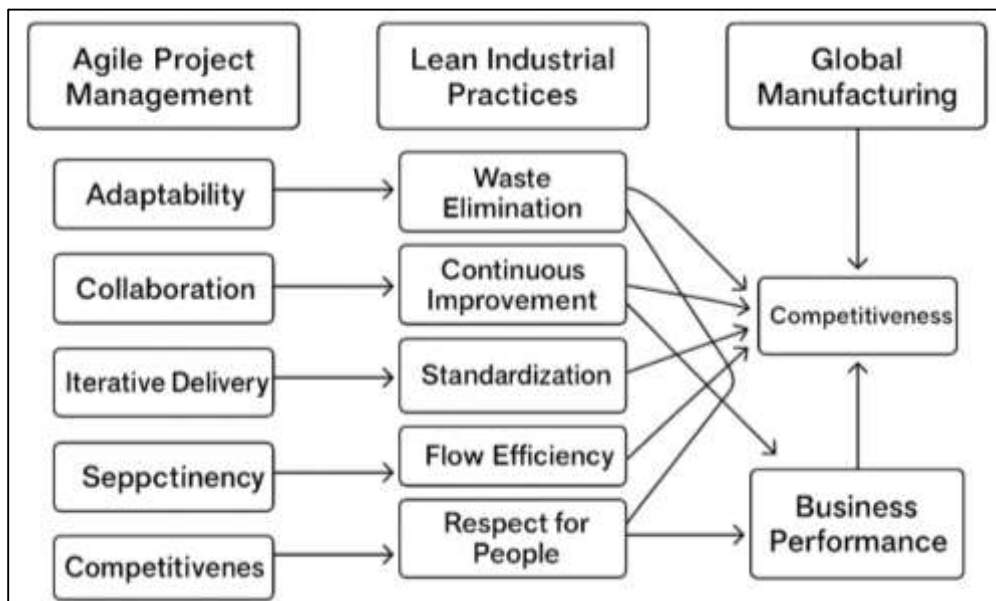 Agile Project
Management
Lean Industrial
Practices
Global
Manufacturing
Adaptability
Waste
Elimination
Collaboration
Continuous
Improvement
Competitiveness
Iterative Delivery
Standardization
Seppctinency
Flow Efficiency
Business
Performance
Competitivenes
Respect for
People